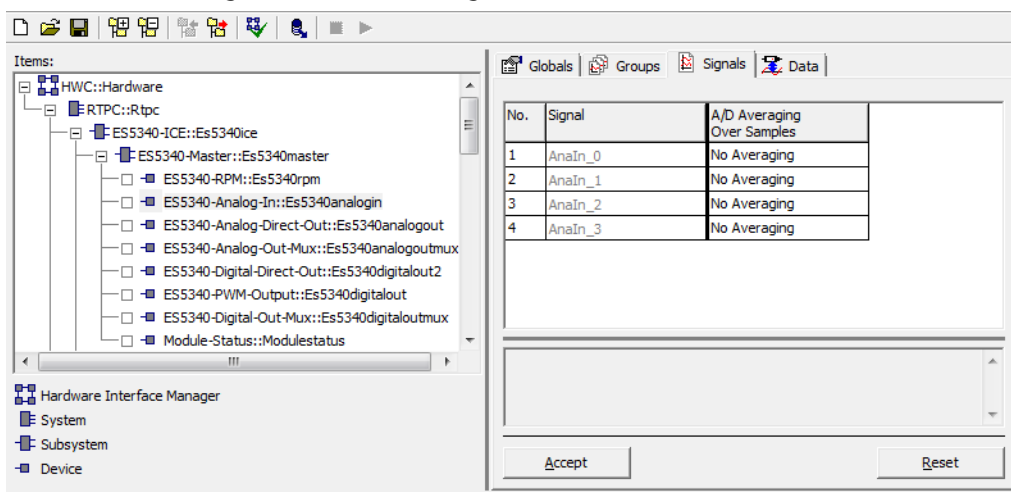 Items:
HWC::Hardware
RTPC::Rtpc
ES5340-ICE::Es5340ice
ES5340-Master::Es5340master
ES5340-RPM::Es5340rpm
ES5340-Analog-In::Es5340analogin
ES5340-Analog-Direct-Out::Es5340analogout
ES5340-Analog-Out-Mux::Es5340analogoutmux
ES5340-Digital-Direct-Out::Es5340digitalout2
ES5340-PWM-Output::Es5340digitalout
ES5340-Digital-Out-Mux::Es5340digitaloutmux
Module-Status::Modulestatus
Hardware Interface Manager
System
Subsystem
Device
Globals Groups Signals Data
No. Signal A/D Averaging
Over Samples
1 AnaIn_0 No Averaging
2 AnaIn_1 No Averaging
3 AnaIn_2 No Averaging
4 AnaIn_3 No Averaging
Accept Reset